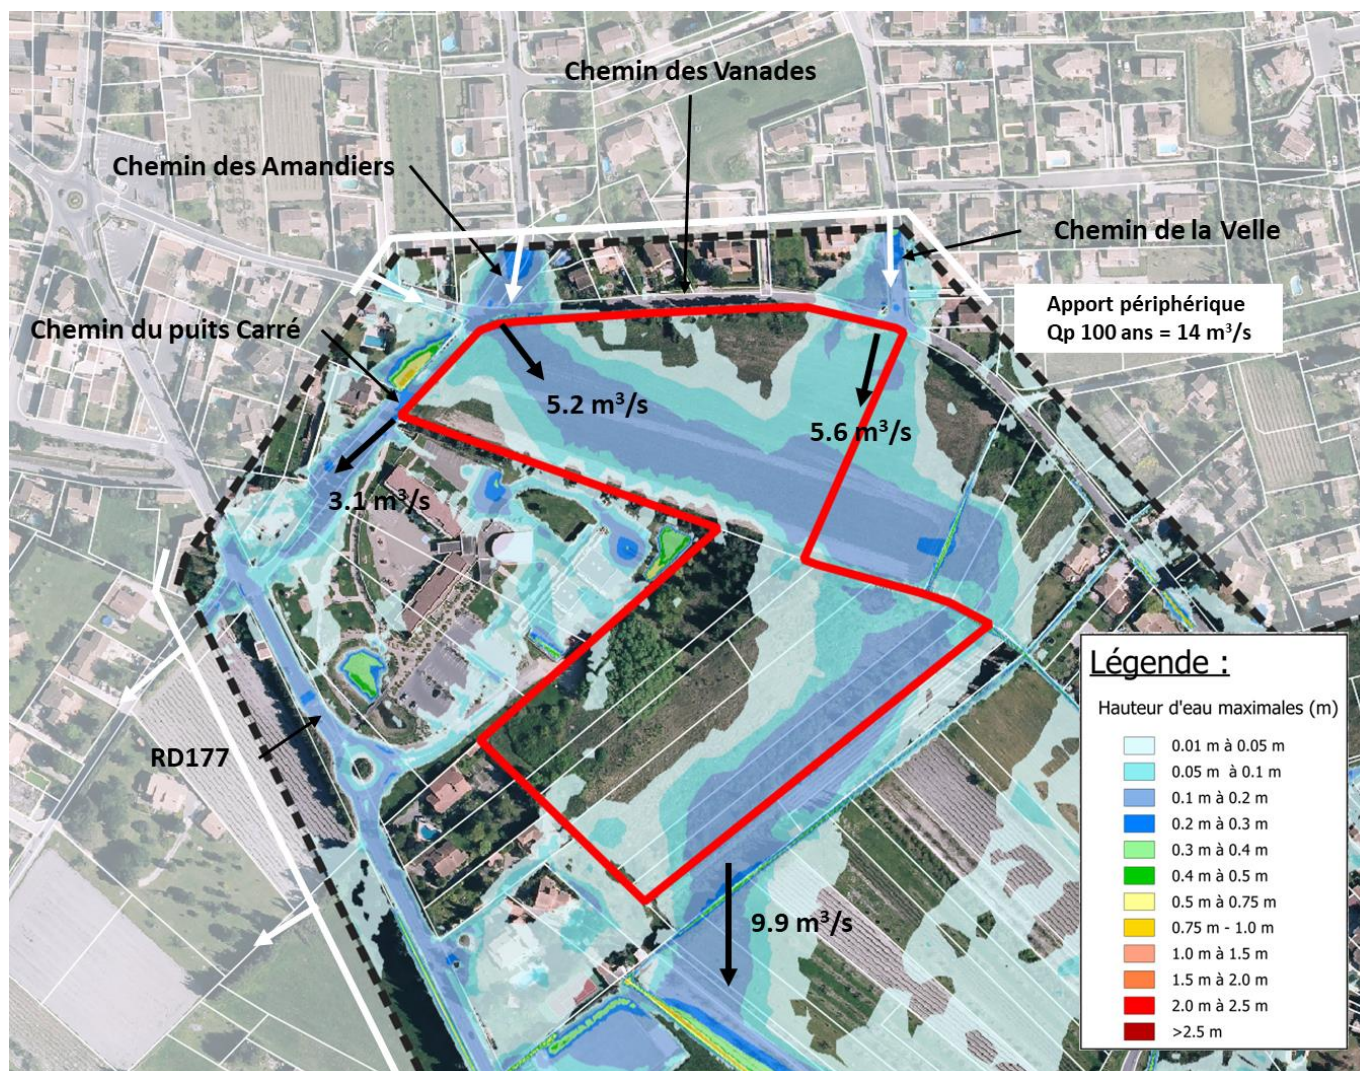 Chemin des Vanades
Chemin des Amandiers
Chemin de la Velle
Apport périphérique
Qp 100 ans = 14 m³/s
Chemin du puits Carré
5.2 m³/s
5.6 m³/s
3.1 m³/s
RD177
9.9 m³/s
Légende :
Hauteur d'eau maximales (m)
0.01 m à 0.05 m
0.05 m à 0.1 m
0.1 m à 0.2 m
0.2 m à 0.3 m
0.3 m à 0.4 m
0.4 m à 0.5 m
0.5 m à 0.75 m
0.75 m - 1.0 m
1.0 m à 1.5 m
1.5 m à 2.0 m
2.0 m à 2.5 m
>2.5 m